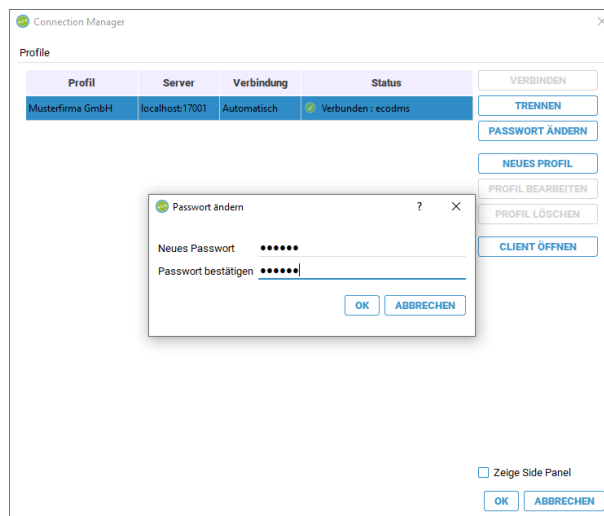 Connection Manager
Profile
Profil Server Verbindung Status
VERBINDEN
Musterfirma GmbH localhost:17001 Automatisch Verbunden : ecodms
TRENNEN
PASSWORT ÄNDERN
NEUES PROFIL
PROFIL BEARBEITEN
PROFIL LÖSCHEN
CLIENT ÖFFNEN
Passwort ändern ?
Neues Passwort ●●●●●●
Passwort bestätigen ●●●●●●
OK ABBRECHEN
Zeige Side Panel
OK ABBRECHEN